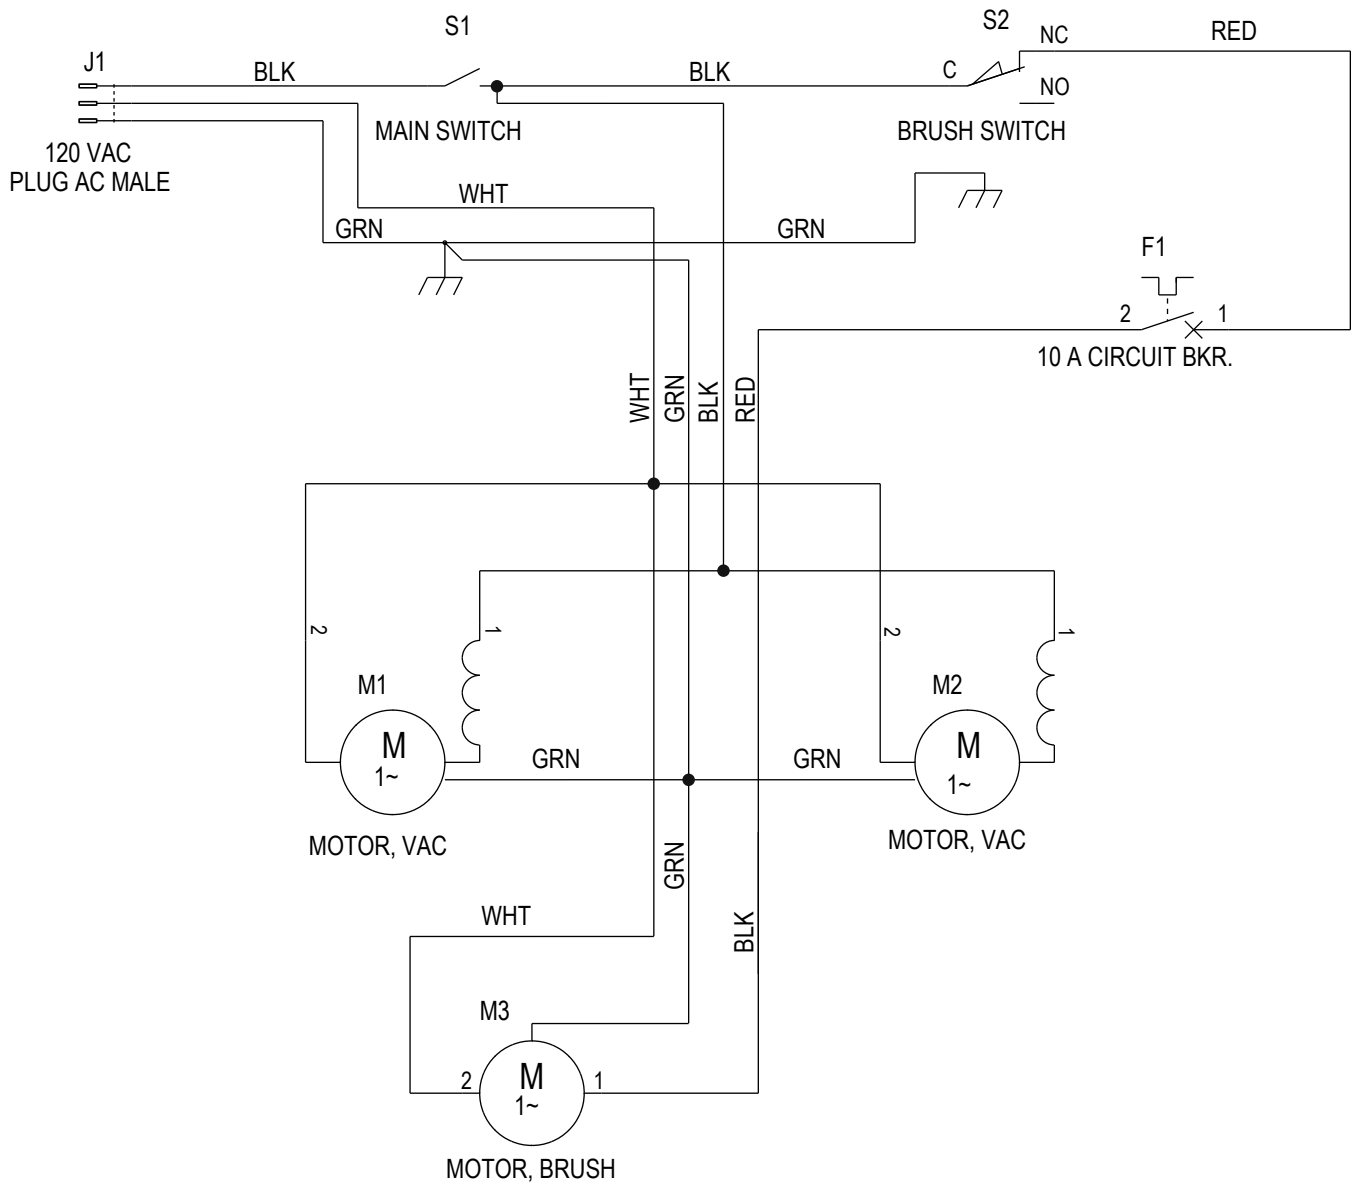 S1
S2
NC
RED
J1
BLK
BLK
C
NO
MAIN SWITCH
BRUSH SWITCH
120 VAC
PLUG AC MALE
WHT
GRN
GRN
F1
2
1
10 A CIRCUIT BKR.
WHT
GRN
BLK
RED
2
1
2
1
M1
M2
M
1~
M
1~
GRN
GRN
MOTOR, VAC
MOTOR, VAC
GRN
WHT
BLK
M3
M
1~
2
1
MOTOR, BRUSH